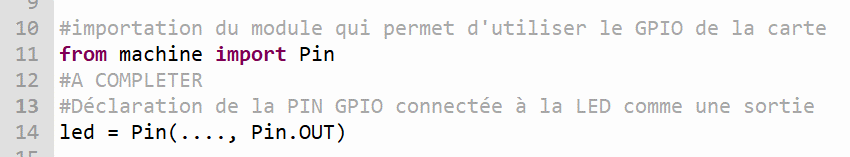 10 #importation du module qui permet d'utiliser le GPIO de la carte
11 from machine import Pin
12 #A COMPLETER
13 #Déclaration de la PIN GPIO connectée à la LED comme une sortie
14 led = Pin(...., Pin.OUT)